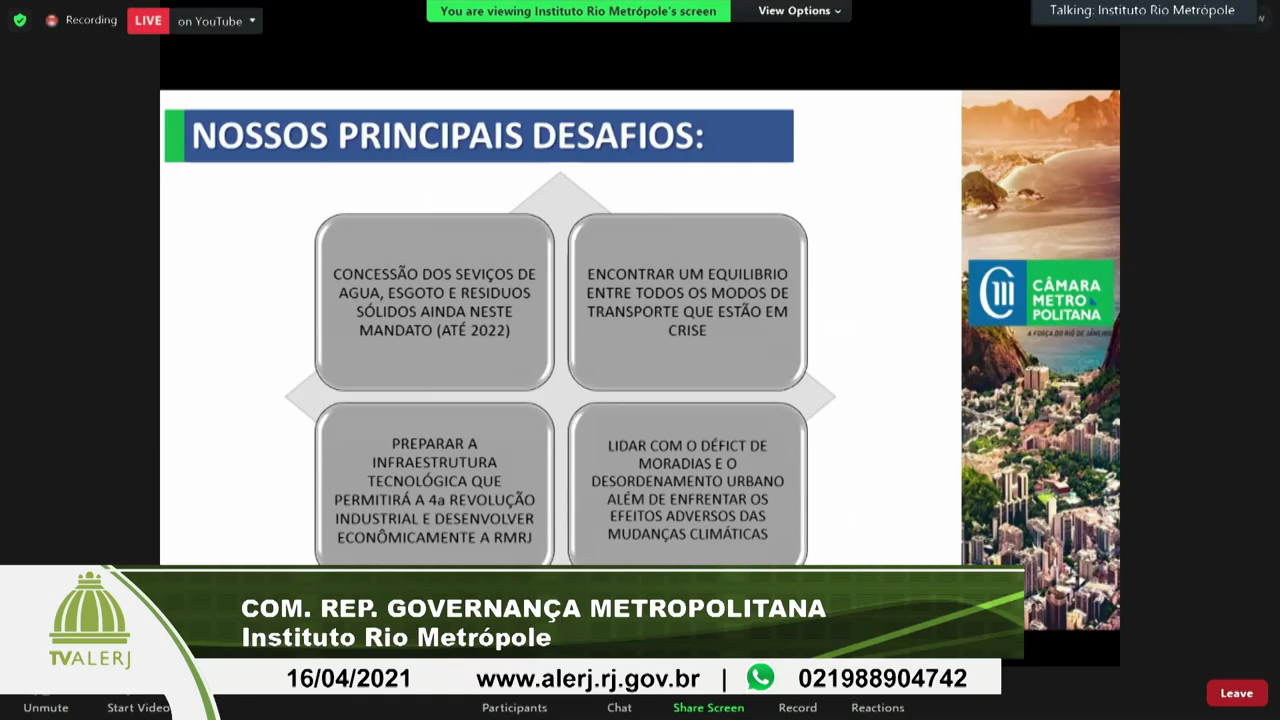 Recording
LIVE
on YouTube
You are viewing Instituto Rio Metrópole's screen
View Options
Talking: Instituto Rio Metrópole
NOSSOS PRINCIPAIS DESAFIOS:
CONCESSÃO DOS SEVIÇOS DE
AGUA, ESGOTO E RESIDUOS
SÓLIDOS AINDA NESTE
MANDATO (ATÉ 2022)
ENCONTRAR UM EQUILIBRIO
ENTRE TODOS OS MODOS DE
TRANSPORTE QUE ESTÃO EM
CRISE
PREPARAR A
INFRAESTRUTURA
TECNOLÓGICA QUE
PERMITIRÁ A 4a REVOLUÇÃO
INDUSTRIAL E DESENVOLVER
ECONÔMICAMENTE A RMRJ
LIDAR COM O DÉFICT DE
MORADIAS E O
DESORDENAMENTO URBANO
ALÉM DE ENFRENTAR OS
EFEITOS ADVERSOS DAS
MUDANÇAS CLIMÁTICAS
CÂMARA
METRO
POLITANA
A FORÇA DO RIO DE JANEIRO
COM. REP. GOVERNANÇA METROPOLITANA
Instituto Rio Metrópole
TVALERJ
16/04/2021 www.alerj.rj.gov.br | 021988904742
Unmute
Start Video
Participants
Chat
Share Screen
Record
Reactions
Leave